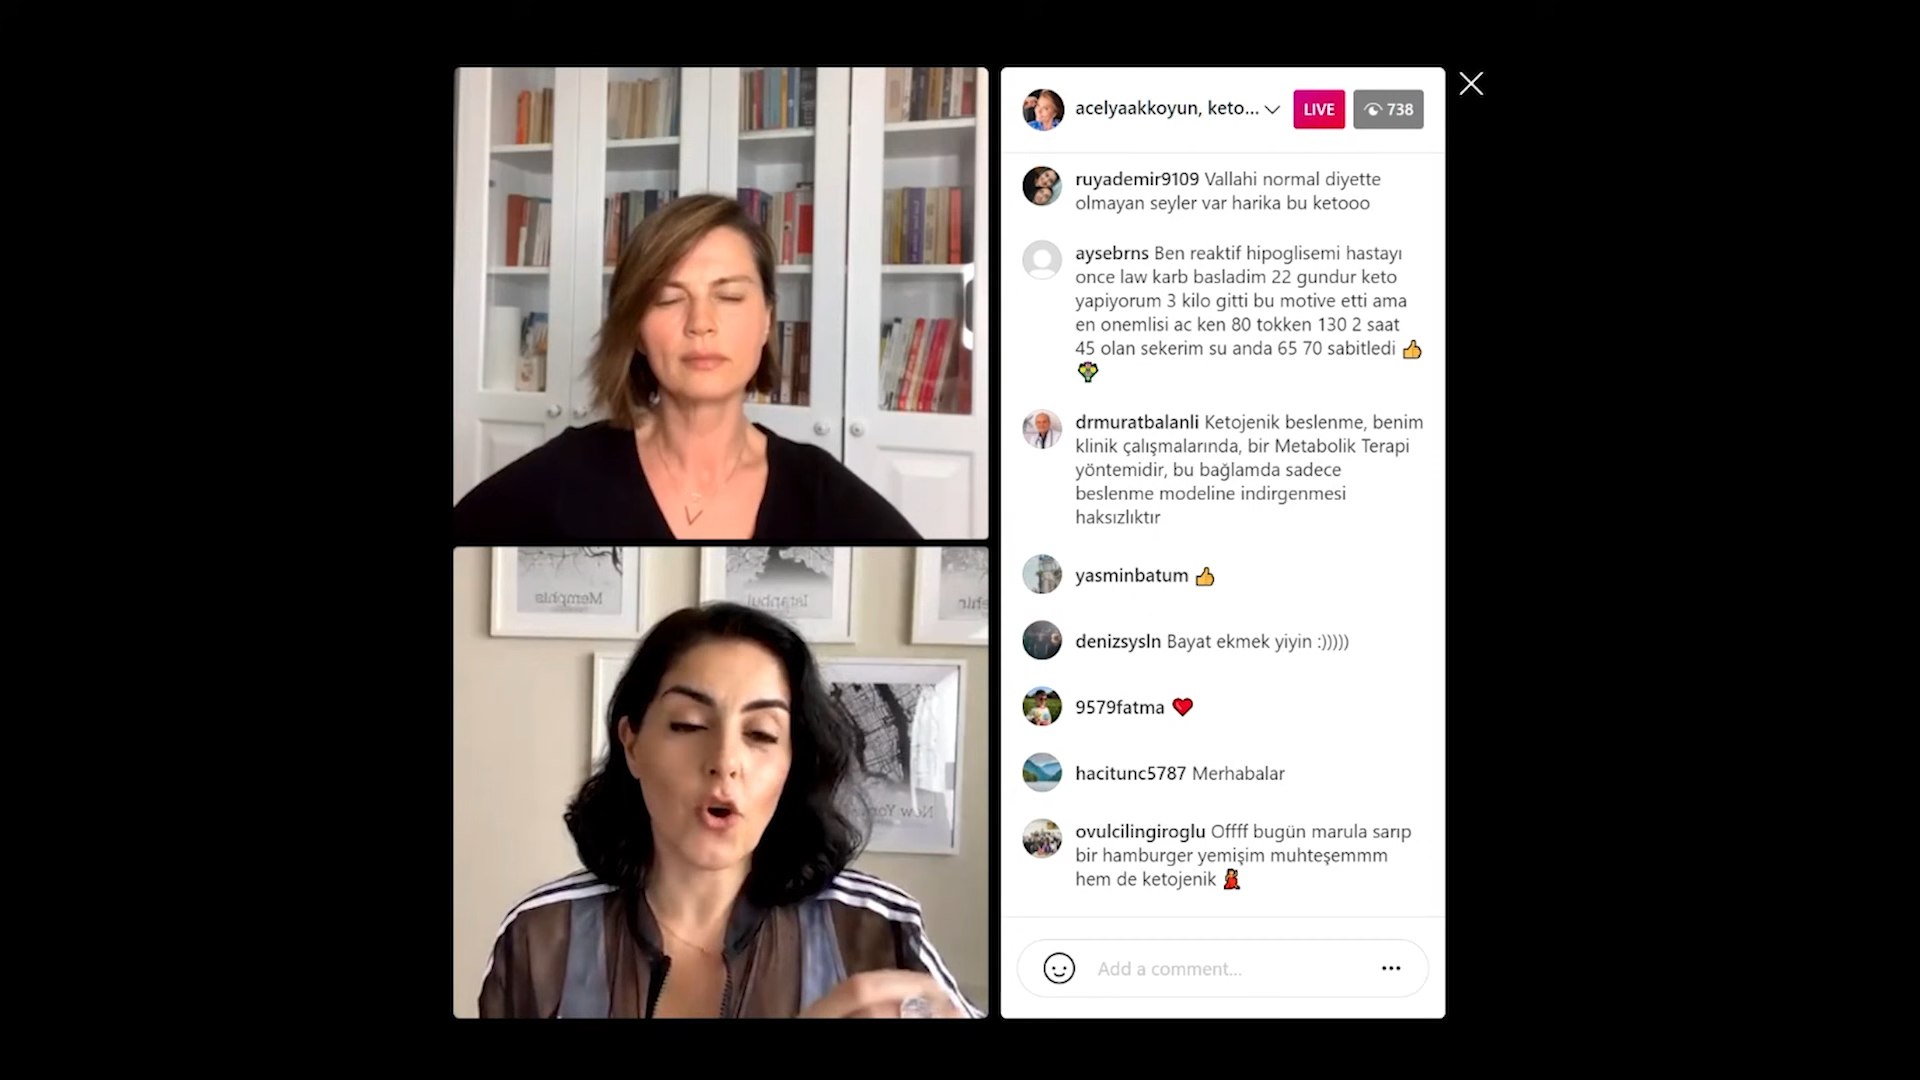 acelyaakkoyun, keto...
LIVE
738
ruyademir9109 Vallahi normal diyette
olmayan seyler var harika bu ketooo
aysebrns Ben reaktif hipoglisemi hastayı
once law karb basladim 22 gundur keto
yapiyorum 3 kilo gitti bu motive etti ama
en onemlisi ac ken 80 tokken 130 2 saat
45 olan sekerim su anda 65 70 sabitledi 👍
💐
drmuratbalanli Ketojenik beslenme, benim
klinik çalışmalarında, bir Metabolik Terapi
yöntemidir, bu bağlamda sadece
beslenme modeline indirgenmesi
haksızlıktır
yasminbatum 👍
denizsysln Bayat ekmek yiyin :)))))
9579fatma ❤️
hacitunc5787 Merhabalar
ovulcilingiroglu Offff bugün marula sarıp
bir hamburger yemişim muhteşemmm
hem de ketojenik 💃
Add a comment...
Memphis
Istanbul
New York